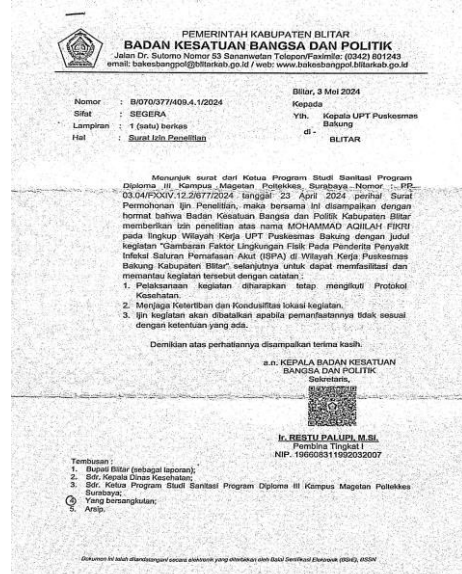 PEMERINTAH KABUPATEN BLITAR
BADAN KESATUAN BANGSA DAN POLITIK
Jalan Dr. Sutomo Nomor 53 Sananwetan Telepon/Faximile: (0342) 801243
email: bakesbangpol@blitarkab.go.id / web: www.bakesbangpol.blitarkab.go.id
Blitar, 3 Mei 2024
Nomor : B/070/377/409.4.1/2024
Sifat : SEGERA
Lampiran : 1 (satu) berkas
Hal : Surat Izin Penelitian
Kepada
Yth. Kepala UPT Puskesmas
Bakung
di -
BLITAR
Menunjuk surat dari Ketua Program Studi Sanitasi Program
Diploma III Kampus Magetan Poltekkes Surabaya Nomor : PP.
03.04/FXXIV.12.2/677/2024 tanggal 23 April 2024 perihal Surat
Permohonan Ijin Penelitian, maka bersama ini disampaikan dengan
hormat bahwa Badan Kesatuan Bangsa dan Politik Kabupaten Blitar
memberikan izin penelitian atas nama MOHAMMAD AQIILAH FIKRI
pada lingkup Wilayah Kerja UPT Puskesmas Bakung dengan judul
kegiatan "Gambaran Faktor Lingkungan Fisik Pada Penderita Penyakit
Infeksi Saluran Pernafasan Akut (ISPA) di Wilayah Kerja Puskesmas
Bakung Kabupaten Blitar" selanjutnya untuk dapat memfasilitasi dan
memantau kegiatan tersebut dengan catatan :
1. Pelaksanaan kegiatan diharapkan tetap mengikuti Protokol
Kesehatan.
2. Menjaga Ketertiban dan Kondusifitas lokasi kegiatan.
3. Ijin kegiatan akan dibatalkan apabila pemanfaatannya tidak sesuai
dengan ketentuan yang ada.
Demikian atas perhatiannya disampaikan terima kasih.
a.n. KEPALA BADAN KESATUAN
BANGSA DAN POLITIK
Sekretaris,
Ir. RESTU PALUPI, M.Si.
Pembina Tingkat I
NIP. 196608311992032007
Tembusan :
1. Bupati Blitar (sebagai laporan);
2. Sdr. Kepala Dinas Kesehatan;
3. Sdr. Ketua Program Studi Sanitasi Program Diploma III Kampus Magetan Poltekkes
Surabaya;
4. Yang bersangkutan;
5. Arsip.
Dokumen ini telah ditandatangani secara elektronik yang diterbitkan oleh Balai Sertifikasi Elektronik (BSrE), BSSN